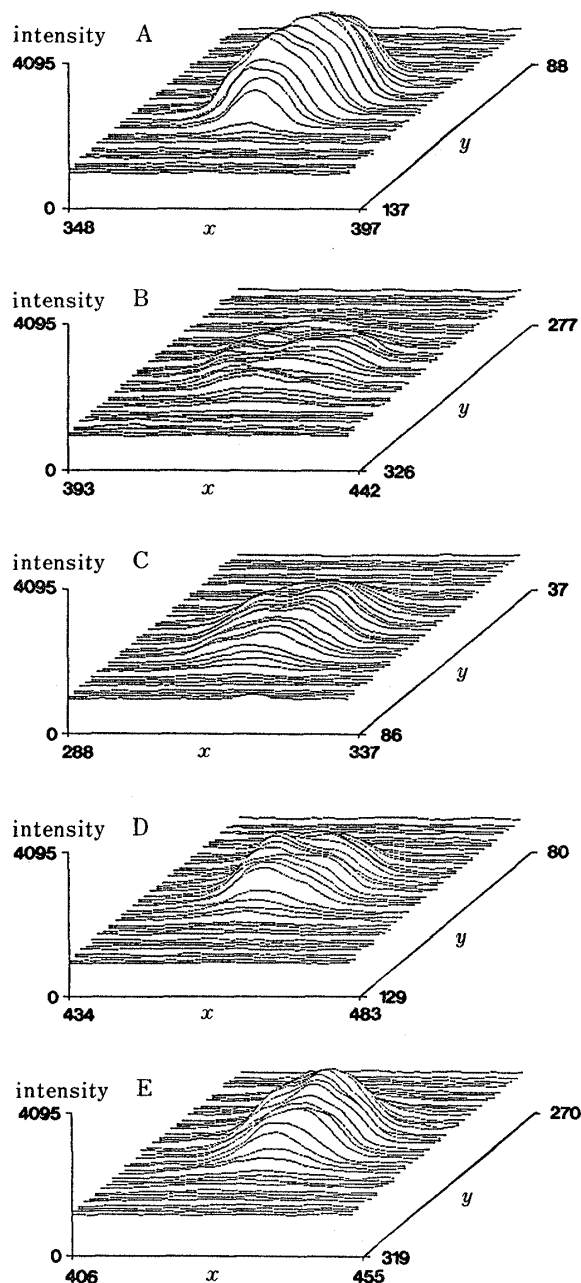 intensity A
4095
88
y
0
137
348
x
397
intensity B
4095
277
y
0
326
393
x
442
intensity C
4095
37
y
0
86
288
x
337
intensity D
4095
80
y
0
129
434
x
483
intensity E
4095
270
y
0
319
406
x
455